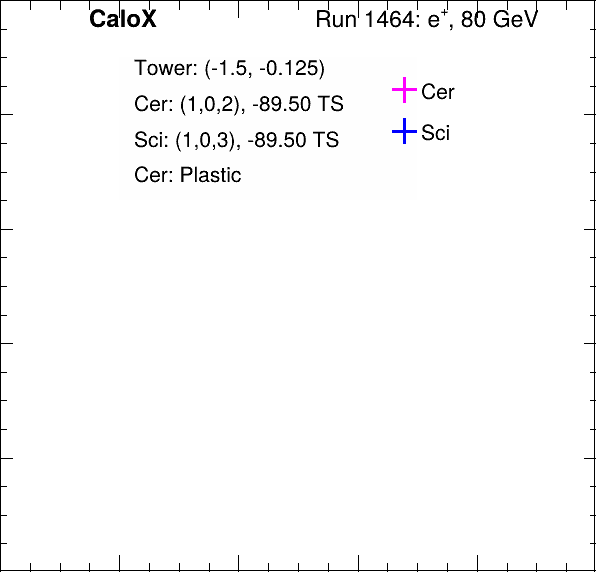 CaloX Run 1464: e+, 80 GeV
Tower: (-1.5, -0.125)
Cer: (1,0,2), -89.50 TS
Sci: (1,0,3), -89.50 TS
Cer: Plastic
Cer
Sci